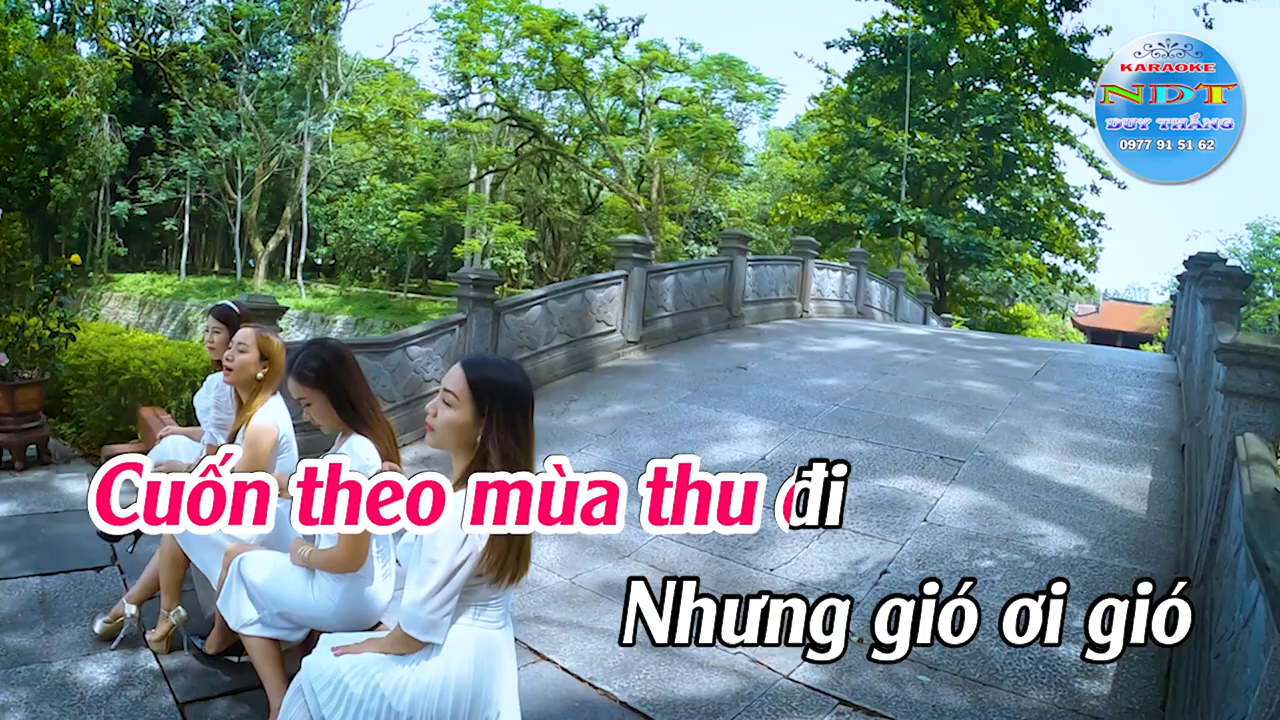 KARAOKE
NDT
DUY THẮNG
0977 91 51 62
Cuốn theo mùa thu đi
Nhưng gió ơi gió